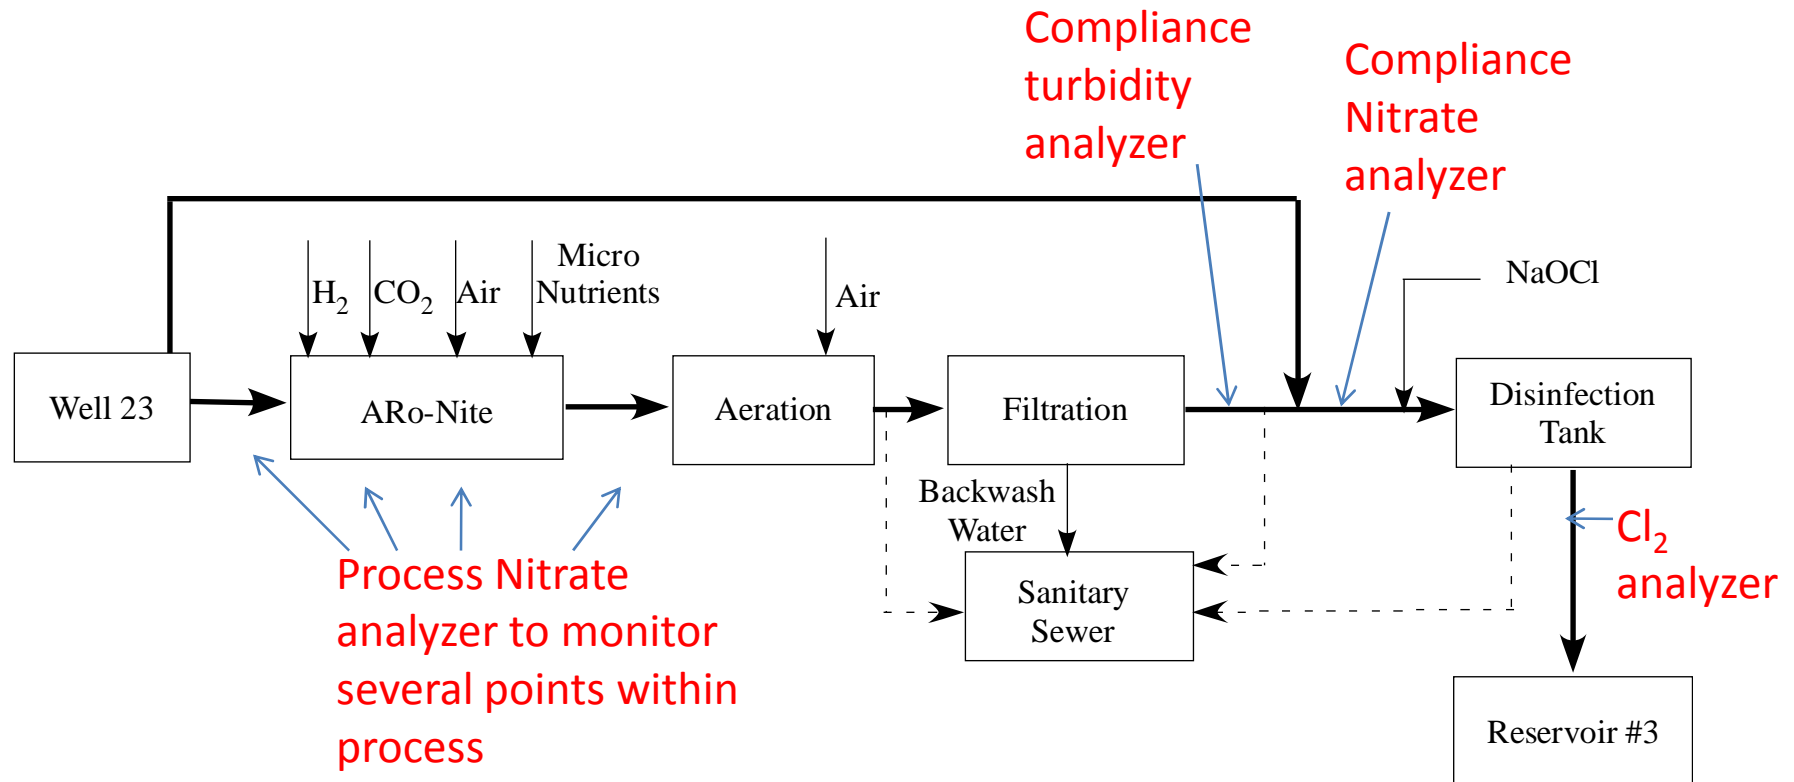 Compliance
turbidity
analyzer
Compliance
Nitrate
analyzer
H2
CO2
Air
Micro
Nutrients
Air
NaOCl
Well 23
ARo-Nite
Aeration
Filtration
Disinfection
Tank
Backwash
Water
Sanitary
Sewer
Cl2
analyzer
Process Nitrate
analyzer to monitor
several points within
process
Reservoir #3